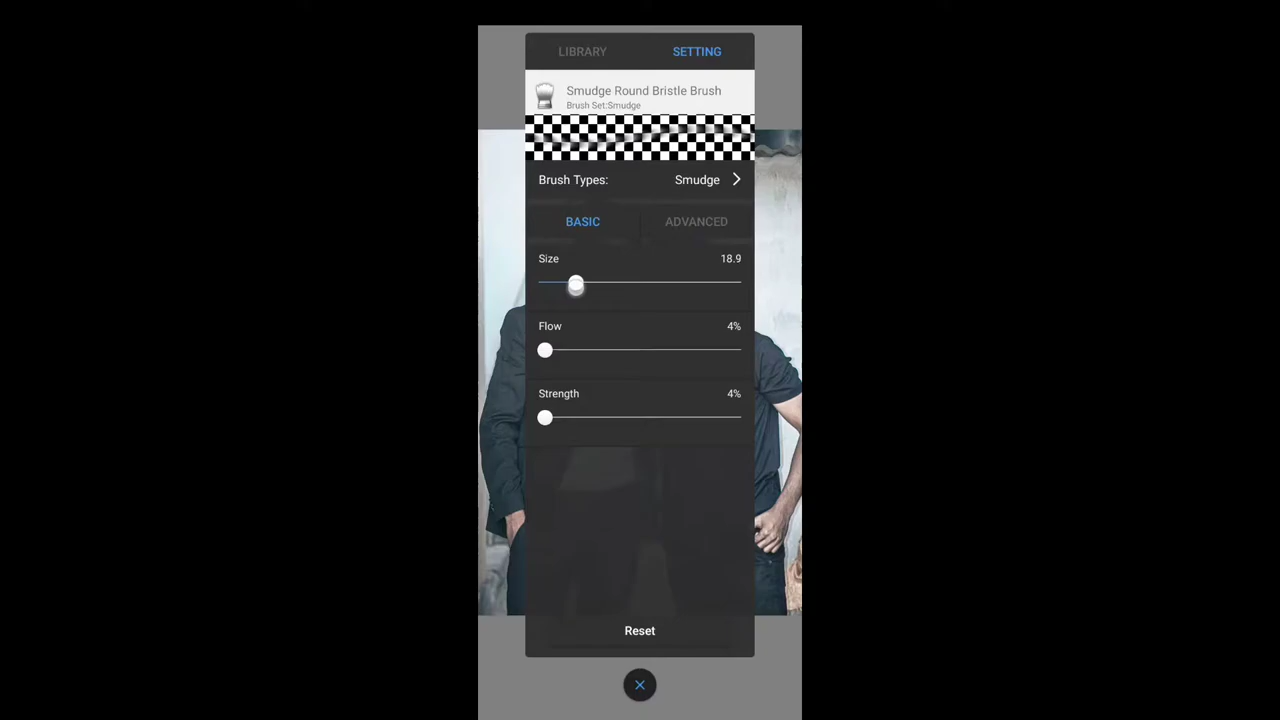 LIBRARY SETTING
Smudge Round Bristle Brush
Brush Set:Smudge
Brush Types: Smudge
BASIC ADVANCED
Size 18.9
Flow 4%
Strength 4%
Reset